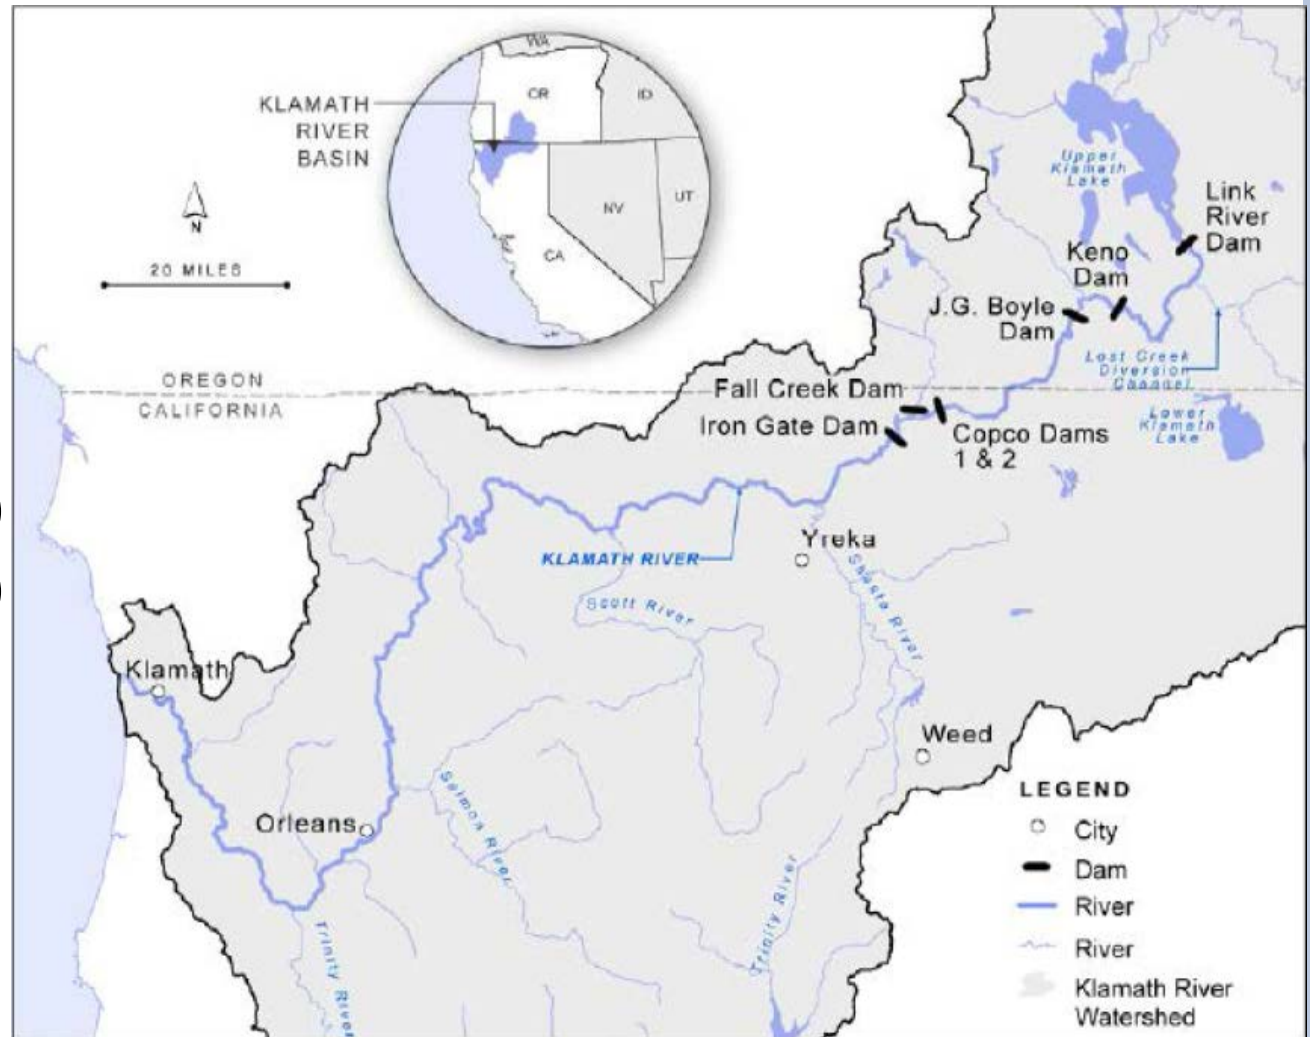 WA
OR
ID
KLAMATH
RIVER
BASIN
NV
UT
CA
N
20 MILES
Upper
Klamath
Lake
Link
River
Dam
Keno
Dam
J.G. Boyle
Dam
Lost Creek
Diversion
Channel
OREGON
CALIFORNIA
Fall Creek Dam
Iron Gate Dam
Copco Dams
1 & 2
Lower
Klamath
Lake
KLAMATH RIVER
Yreka
Shasta River
Scott River
Klamath
Weed
Orleans
Salmon River
Trinity River
Trinity River
LEGEND
City
Dam
River
River
Klamath River
Watershed